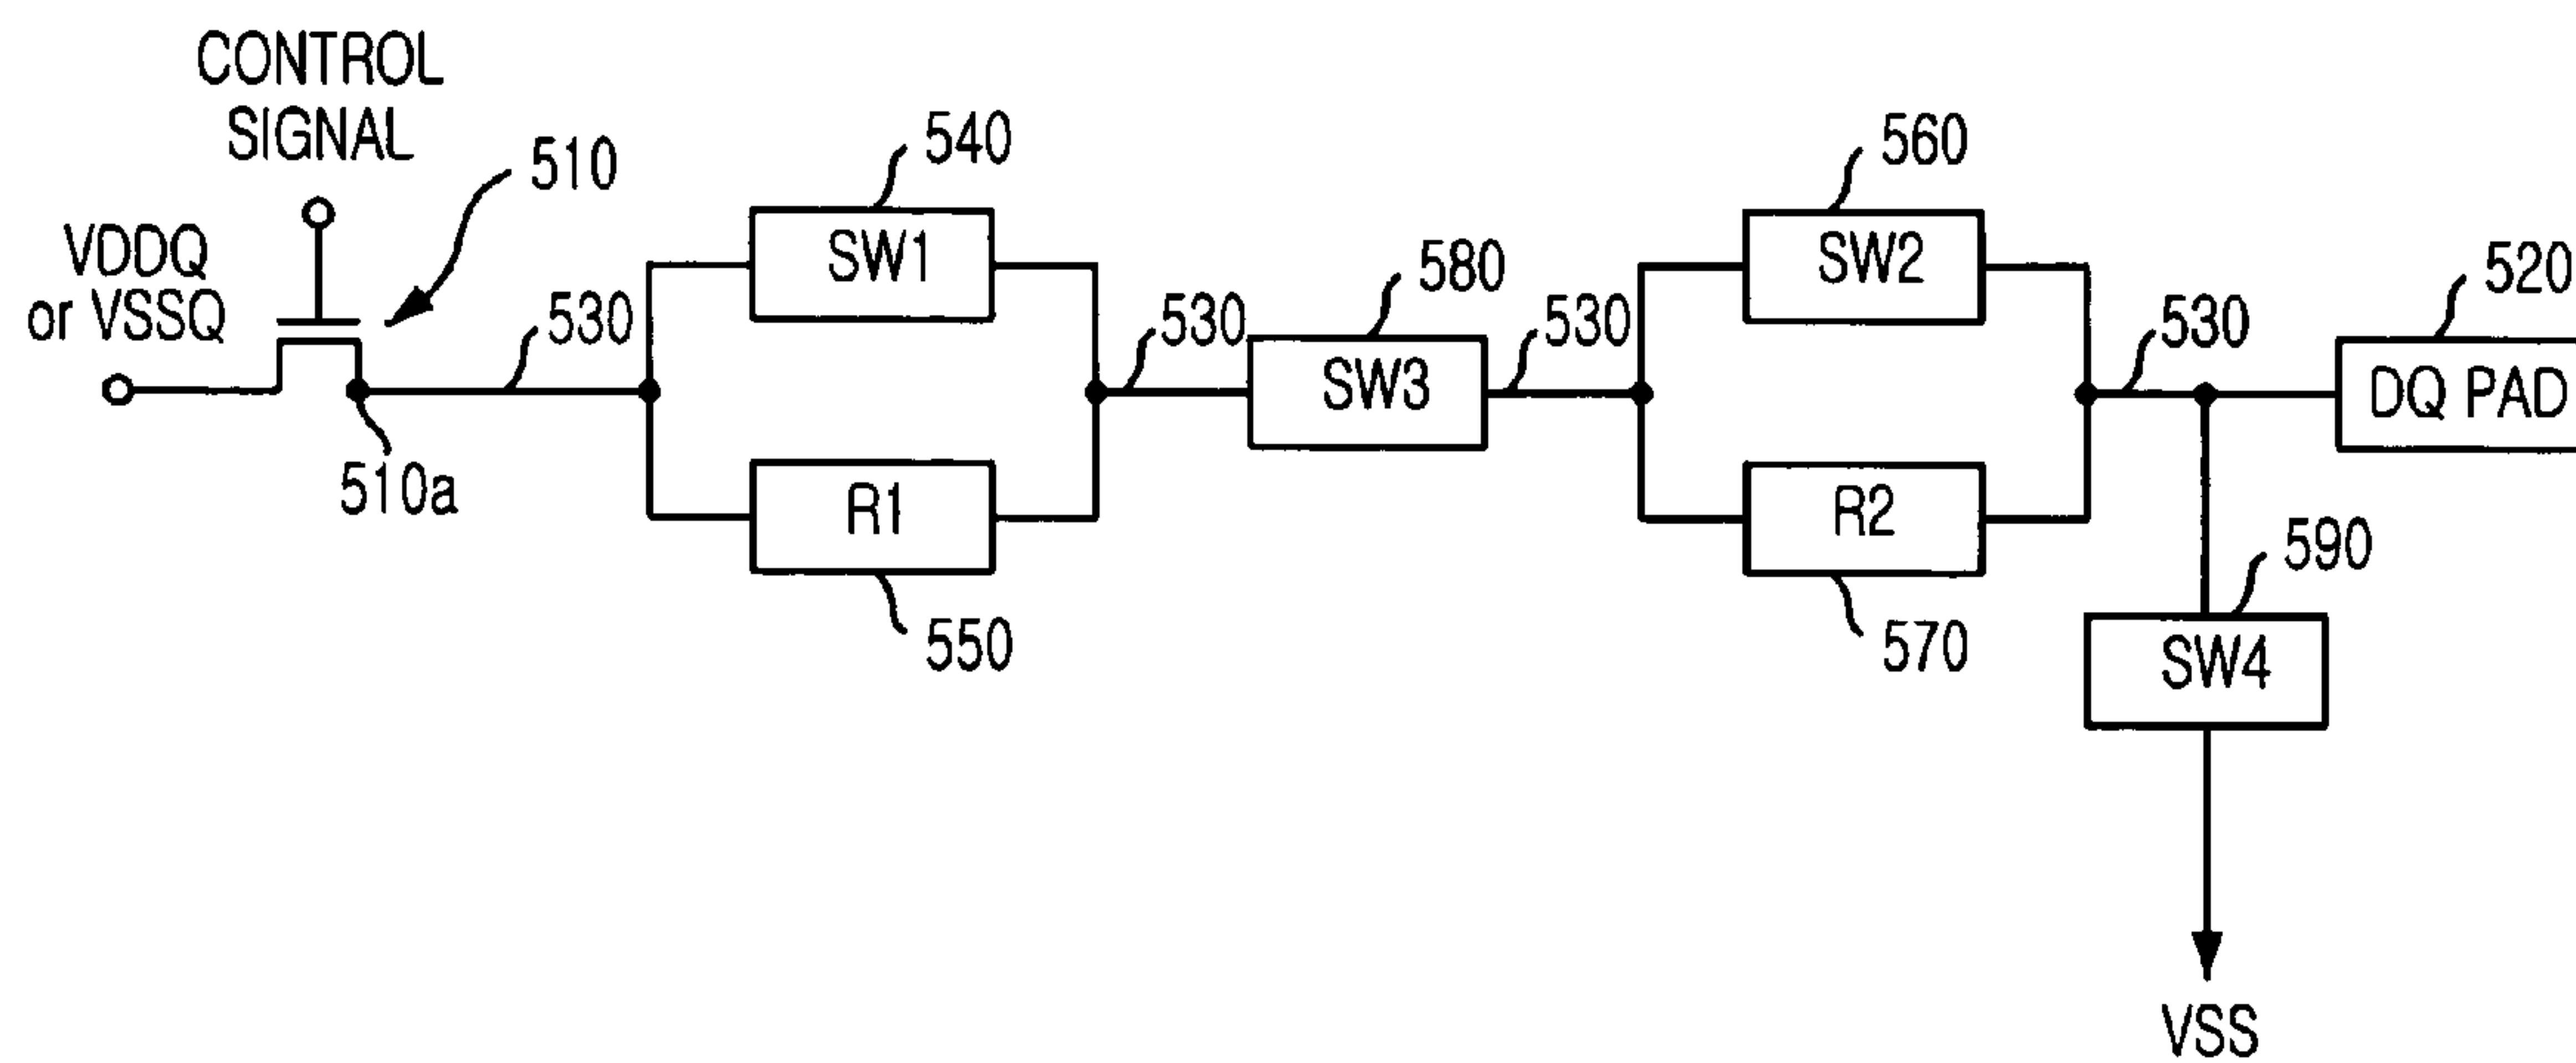 CONTROL
SIGNAL
510
VDDQ
or VSSQ
510a
530
540
SW1
R1
550
530
580
SW3
530
560
SW2
R2
570
530
520
DQ PAD
590
SW4
VSS